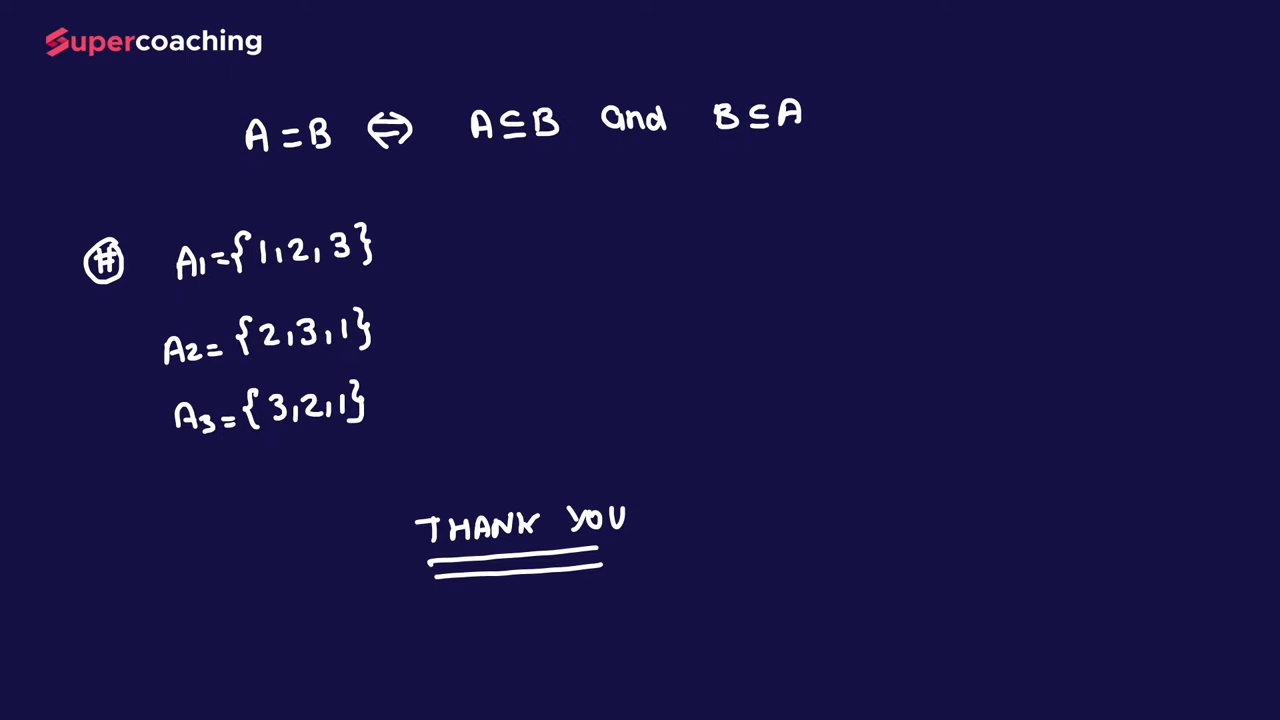 Supercoaching
A = B ⇔ A ⊆ B and B ⊆ A
# A1 = {1, 2, 3}
A2 = {2, 3, 1}
A3 = {3, 2, 1}
THANK YOU